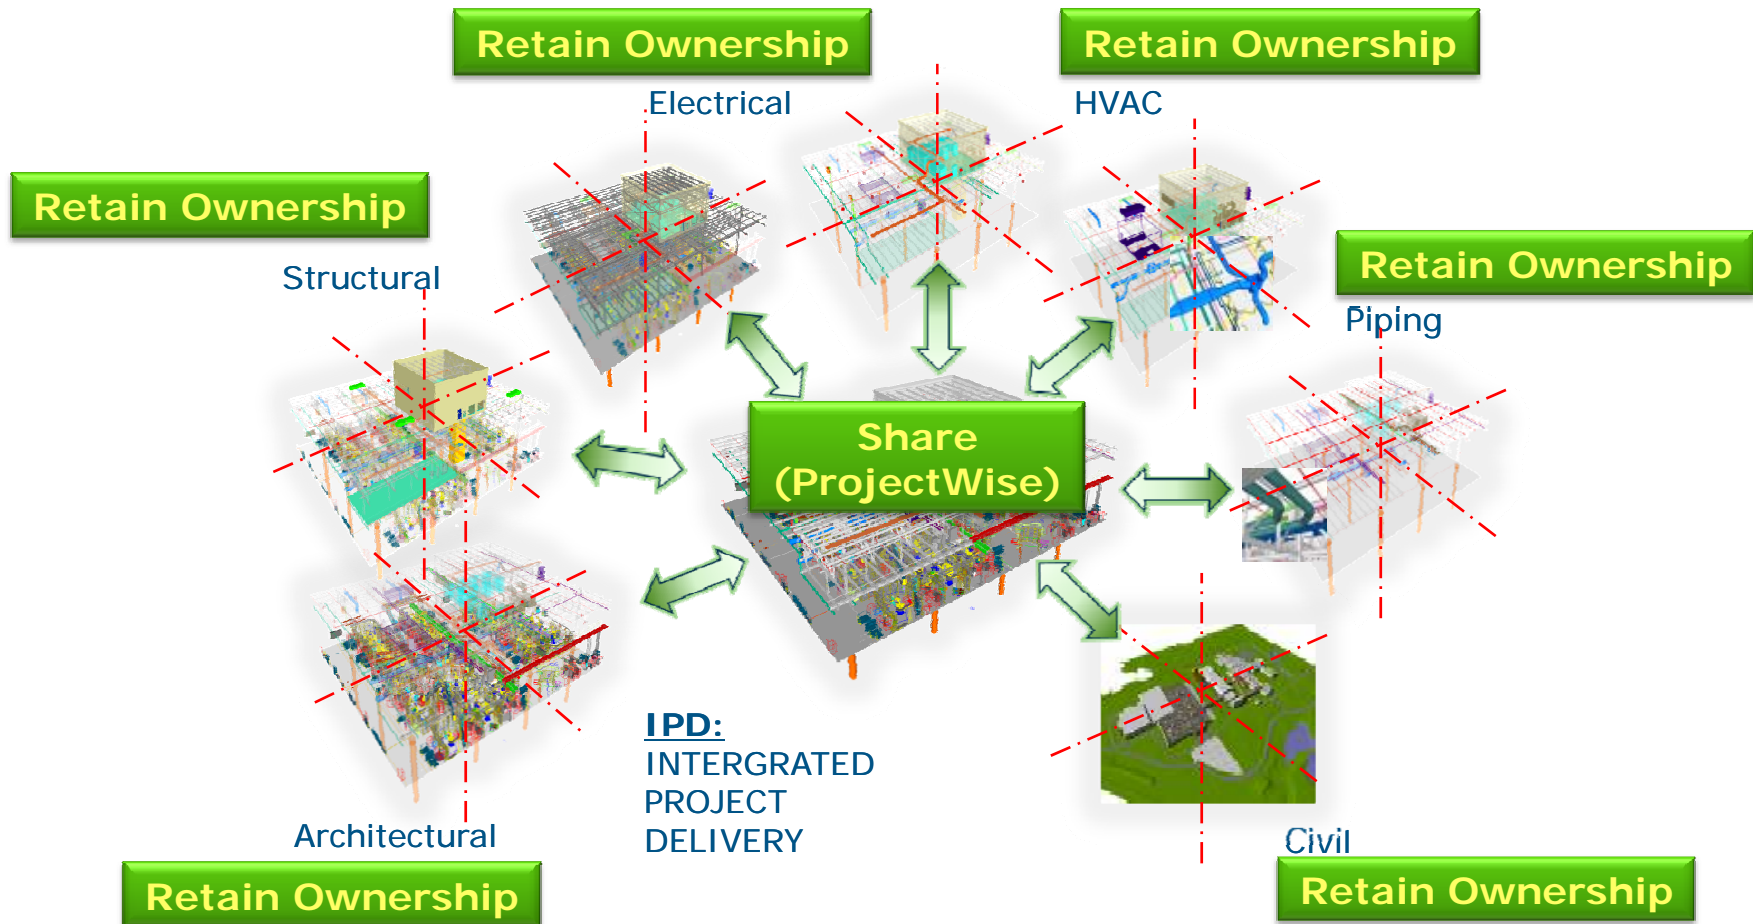 Retain Ownership
Retain Ownership
Electrical
HVAC
Retain Ownership
Structural
Retain Ownership
Piping
Share
(ProjectWise)
IPD:
INTERGRATED
PROJECT
DELIVERY
Architectural
Civil
Retain Ownership
Retain Ownership